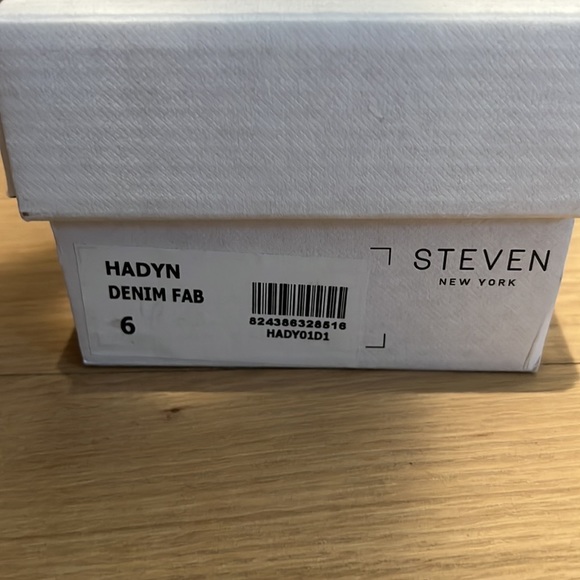 HADYN
DENIM FAB
6
824386328516
HADY01D1
STEVEN
NEW YORK